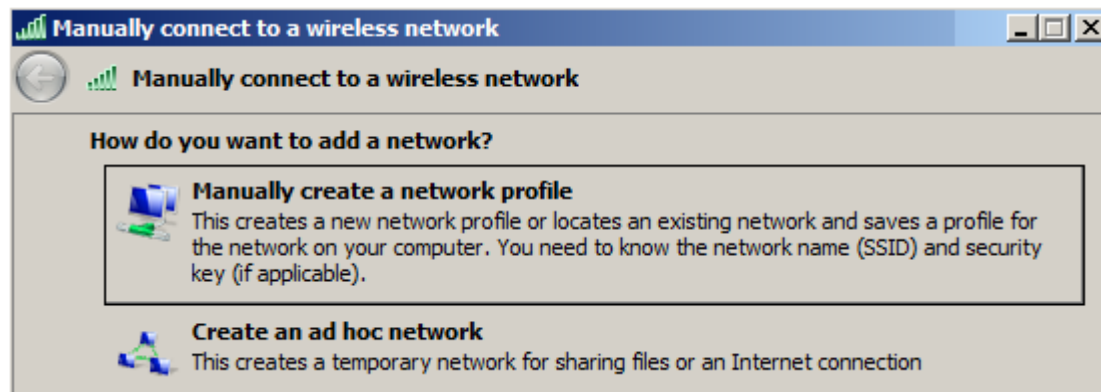 Manually connect to a wireless network
Manually connect to a wireless network
How do you want to add a network?
Manually create a network profile
This creates a new network profile or locates an existing network and saves a profile for
the network on your computer. You need to know the network name (SSID) and security
key (if applicable).
Create an ad hoc network
This creates a temporary network for sharing files or an Internet connection